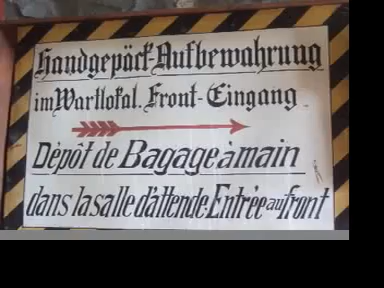 Handgepäck-Aufbewahrung
im Wartlokal. Front-Eingang
Dépôt de Bagage à main
dans la salle d'attende. Entrée au front